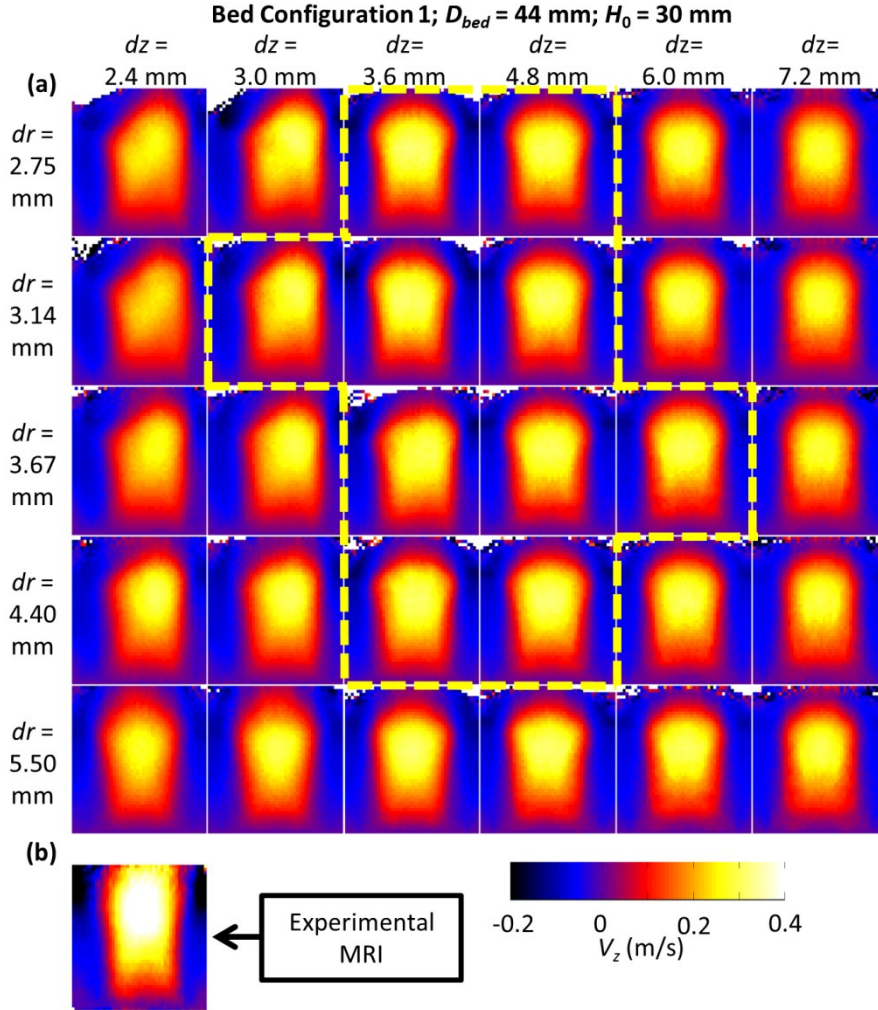 Bed Configuration 1; D_bed = 44 mm; H_0 = 30 mm
dz = dz = dz= dz= dz= dz=
2.4 mm 3.0 mm 3.6 mm 4.8 mm 6.0 mm 7.2 mm
(a)
dr =
2.75
mm
dr =
3.14
mm
dr =
3.67
mm
dr =
4.40
mm
dr =
5.50
mm
(b)
Experimental
MRI
-0.2 0 0.2 0.4
V_z (m/s)